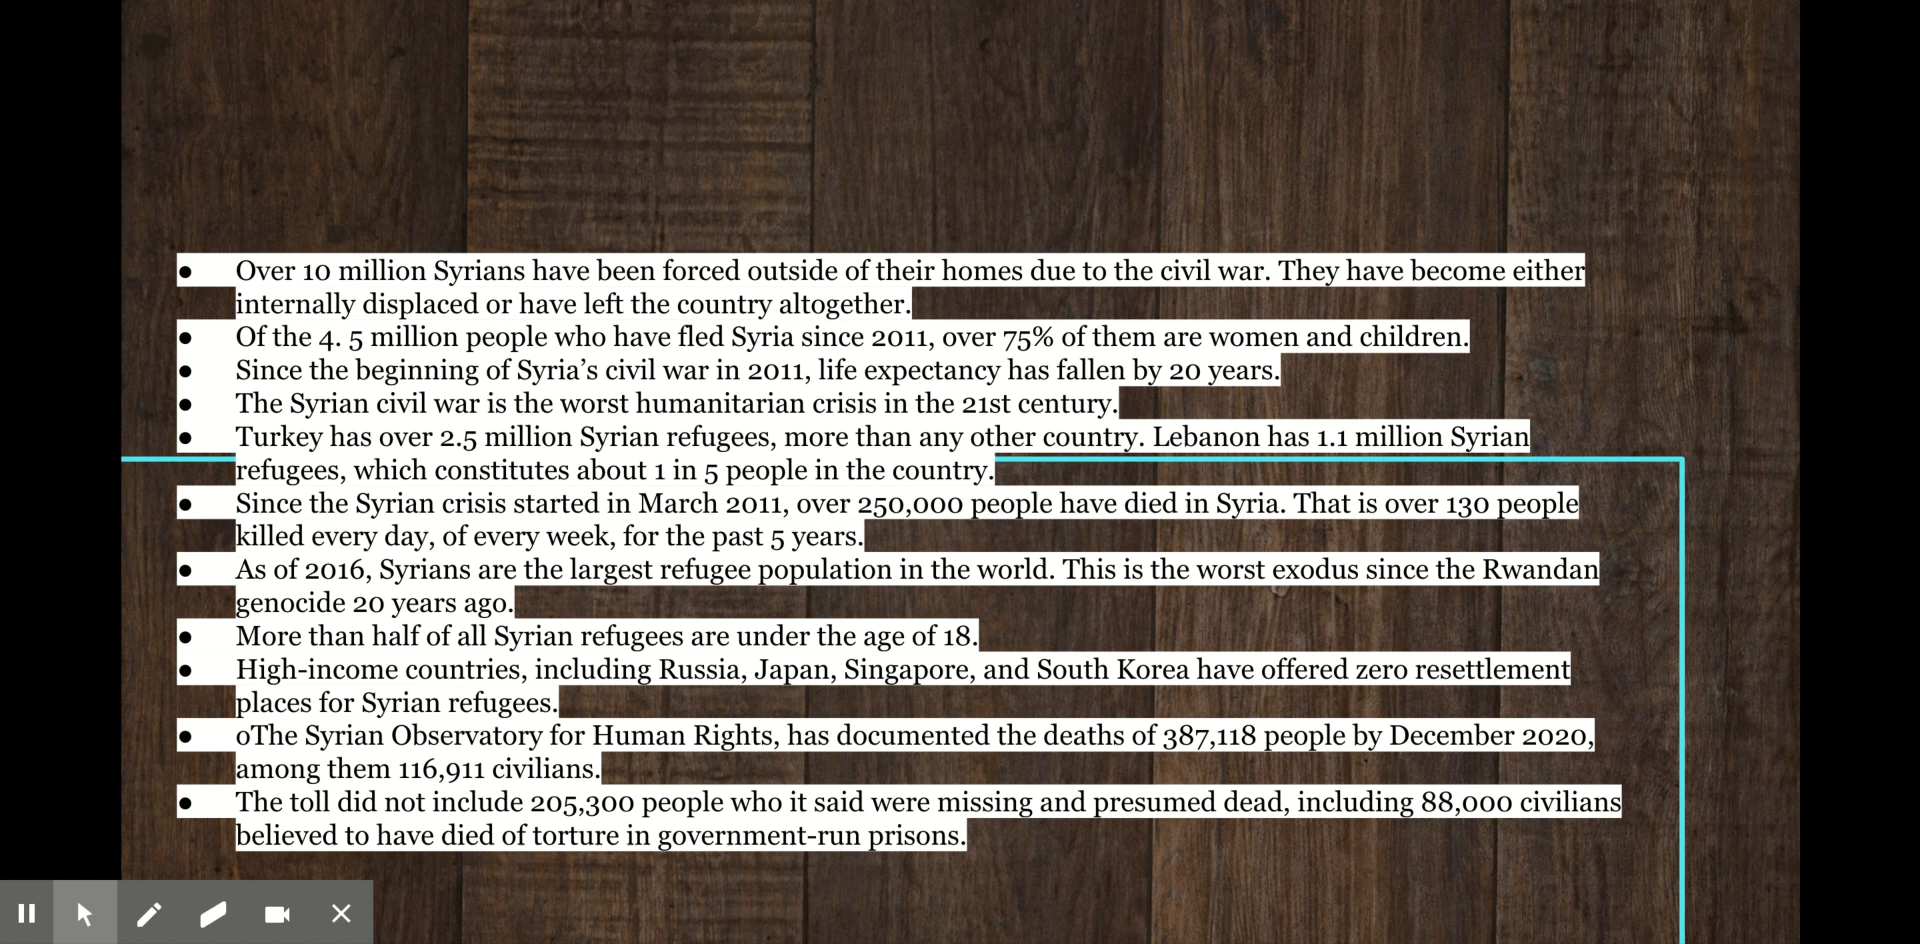 ● Over 10 million Syrians have been forced outside of their homes due to the civil war. They have become either
internally displaced or have left the country altogether.
● Of the 4. 5 million people who have fled Syria since 2011, over 75% of them are women and children.
● Since the beginning of Syria’s civil war in 2011, life expectancy has fallen by 20 years.
● The Syrian civil war is the worst humanitarian crisis in the 21st century.
● Turkey has over 2.5 million Syrian refugees, more than any other country. Lebanon has 1.1 million Syrian
refugees, which constitutes about 1 in 5 people in the country.
● Since the Syrian crisis started in March 2011, over 250,000 people have died in Syria. That is over 130 people
killed every day, of every week, for the past 5 years.
● As of 2016, Syrians are the largest refugee population in the world. This is the worst exodus since the Rwandan
genocide 20 years ago.
● More than half of all Syrian refugees are under the age of 18.
● High-income countries, including Russia, Japan, Singapore, and South Korea have offered zero resettlement
places for Syrian refugees.
● oThe Syrian Observatory for Human Rights, has documented the deaths of 387,118 people by December 2020,
among them 116,911 civilians.
● The toll did not include 205,300 people who it said were missing and presumed dead, including 88,000 civilians
believed to have died of torture in government-run prisons.